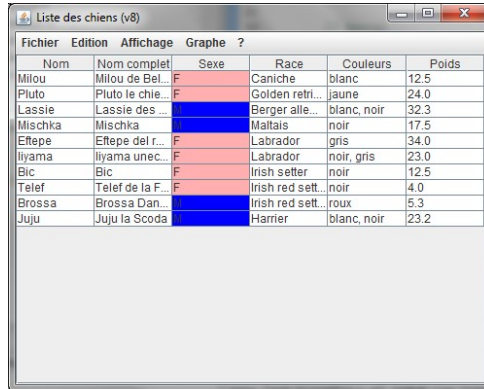 Liste des chiens (v8)
Fichier Edition Affichage Graphe ?
Nom Nom complet Sexe Race Couleurs Poids
Milou Milou de Bel... F Caniche blanc 12.5
Pluto Pluto le chie... F Golden retri... jaune 24.0
Lassie Lassie des ... M Berger alle... blanc, noir 32.3
Mischka Mischka M Maltais noir 17.5
Eftepe Eftepe del r... F Labrador gris 34.0
Iiyama Iiyama unec... F Labrador noir, gris 23.0
Bic Bic F Irish setter noir 12.5
Telef Telef de la F... F Irish red sett... noir 4.0
Brossa Brossa Dan... M Irish red sett... roux 5.3
Juju Juju la Scoda M Harrier blanc, noir 23.2